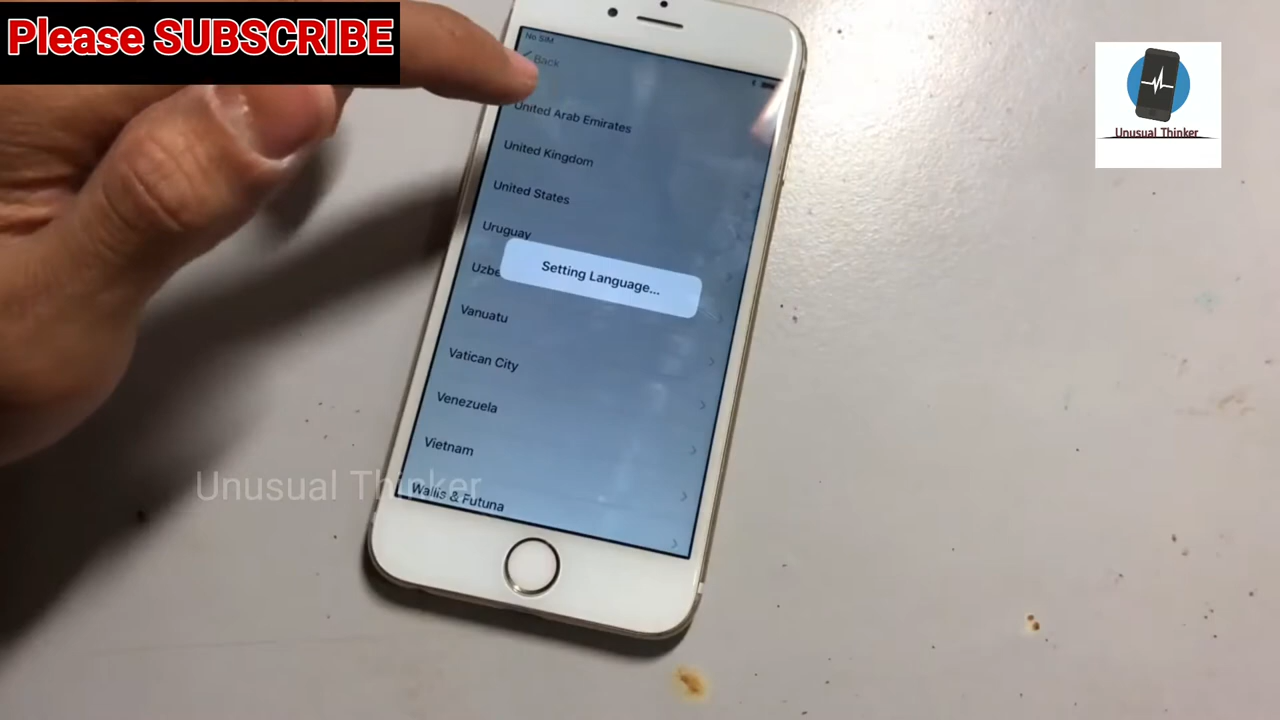 Please SUBSCRIBE
Unusual Thinker
No SIM
Back
United Arab Emirates
United Kingdom
United States
Uruguay
Setting Language...
Vanuatu
Vatican City
Venezuela
Vietnam
Wallis & Futuna
Unusual Thinker